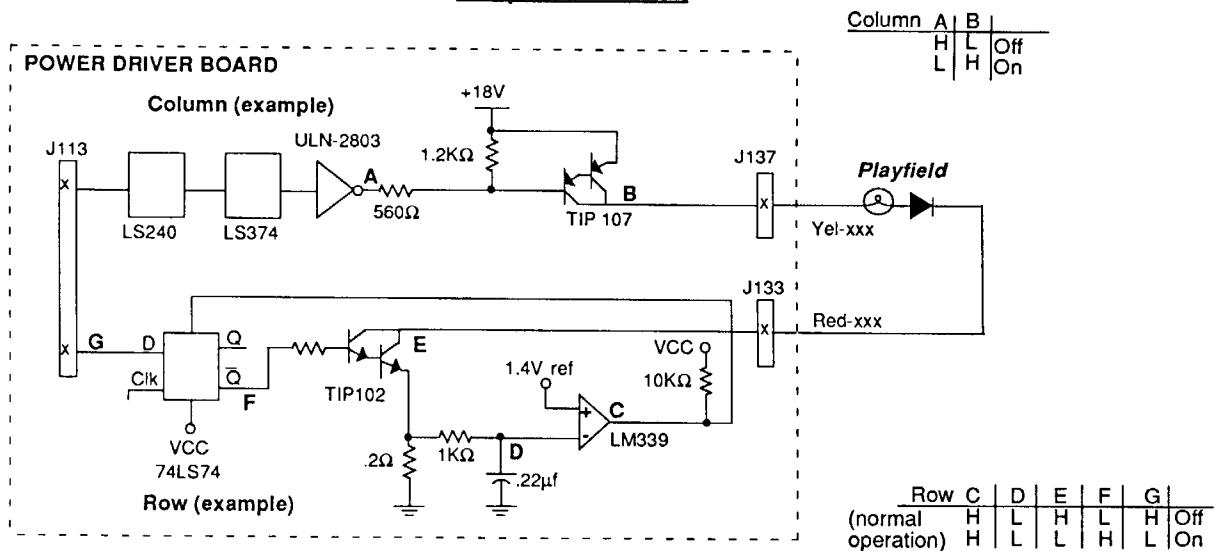 Column A B
H L Off
L H On
POWER DRIVER BOARD
Column (example)
+18V
J113
ULN-2803
1.2KΩ
J137
Playfield
x
A
B
x
560Ω
TIP 107
LS240
LS374
Yel-xxx
J133
x
G
D
Q
E
x
Red-xxx
Clk
Q̅
F
TIP102
1.4V ref
VCC
10KΩ
+
C
-
LM339
VCC
74LS74
.2Ω
1KΩ
D
.22µf
Row (example)
Row C D E F G
(normal H L H L H Off
operation) H L L H L On